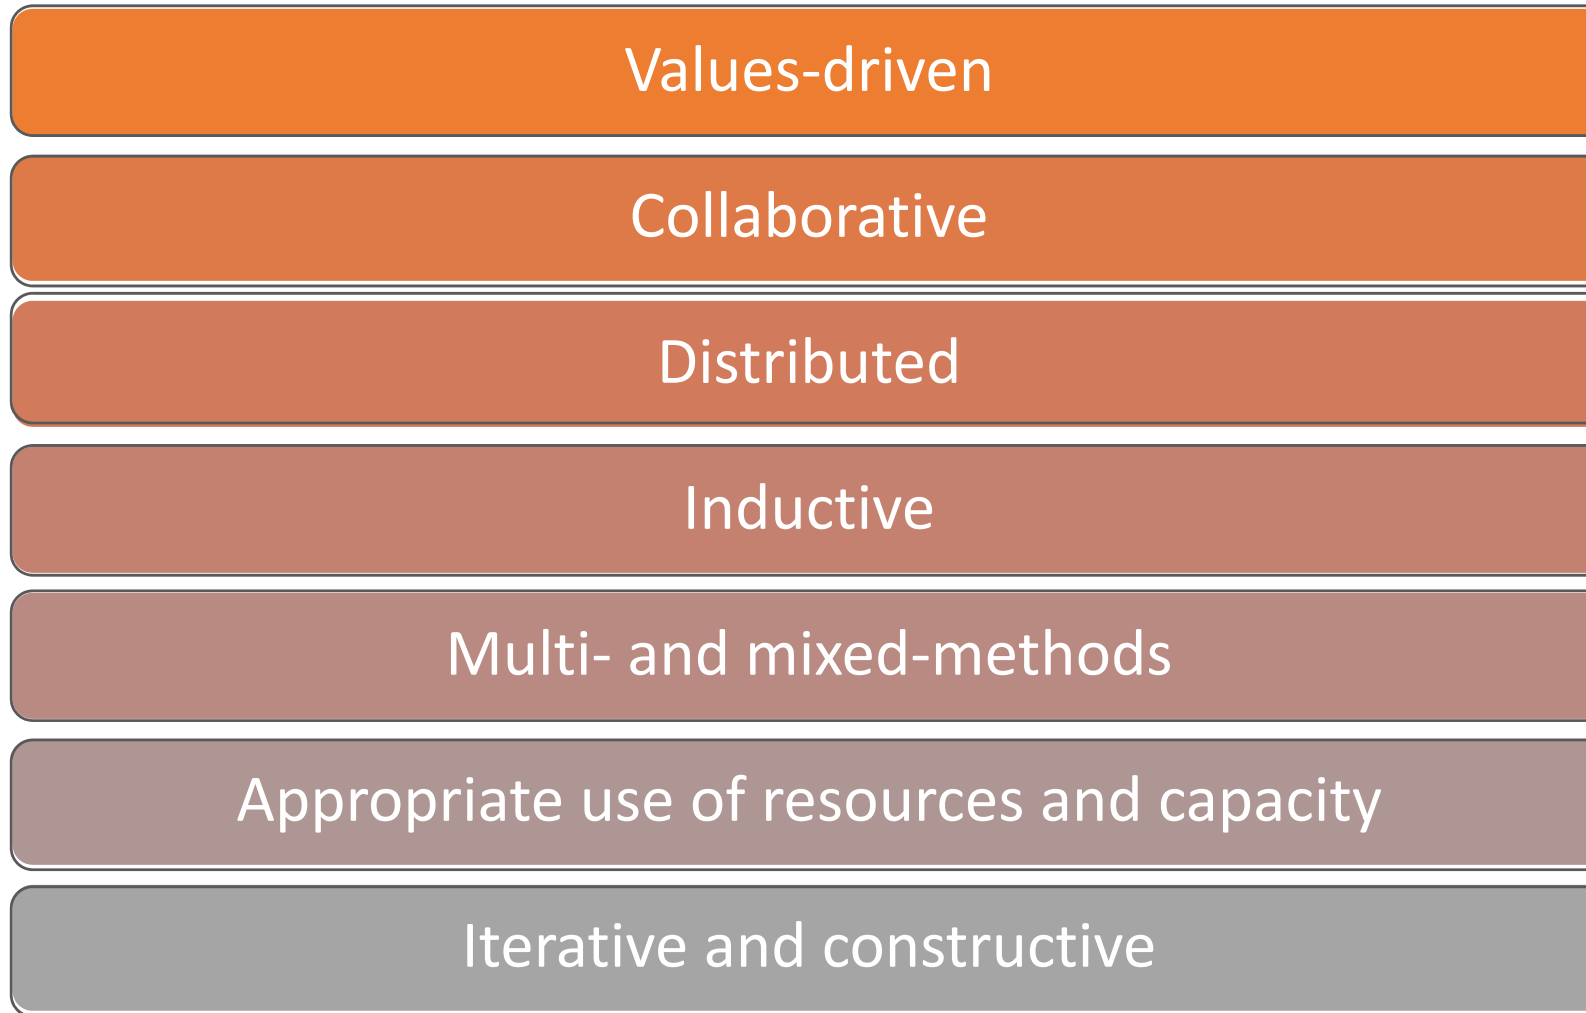 Values-driven
Collaborative
Distributed
Inductive
Multi- and mixed-methods
Appropriate use of resources and capacity
Iterative and constructive